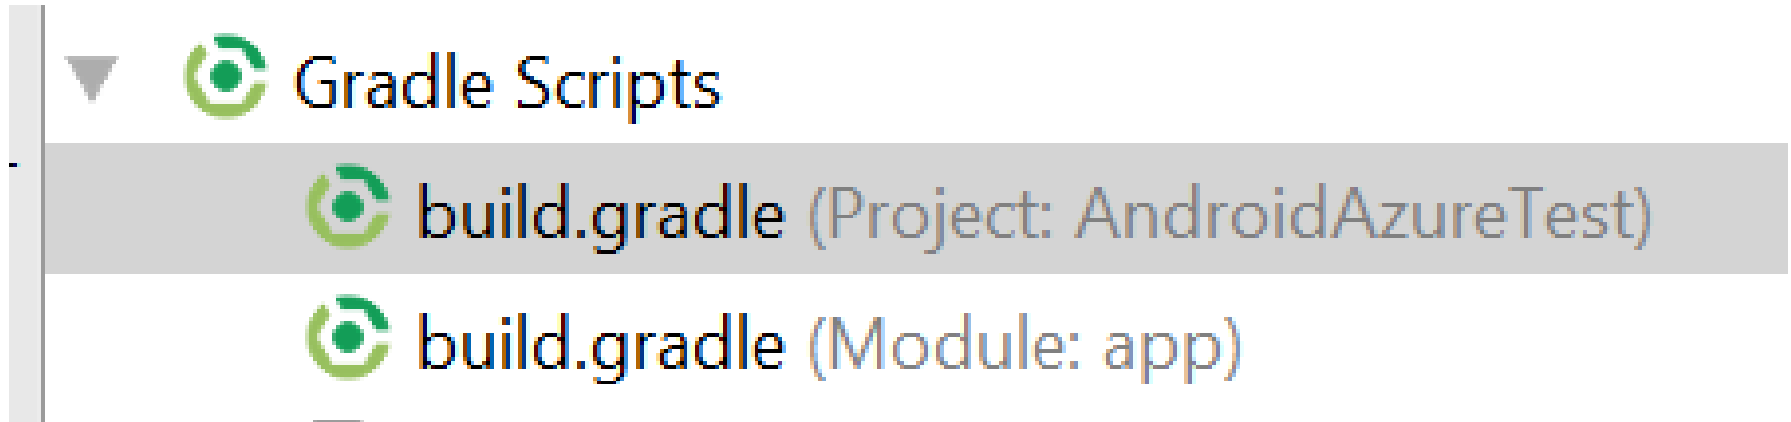 Gradle Scripts
build.gradle (Project: AndroidAzureTest)
build.gradle (Module: app)